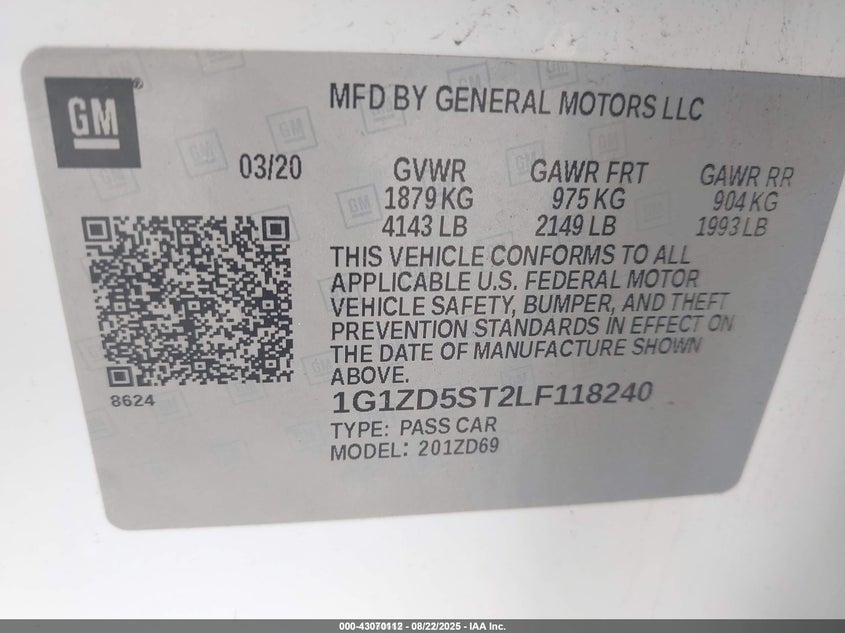 GM
MFD BY GENERAL MOTORS LLC
03/20
GVWR GAWR FRT GAWR RR
1879 KG 975 KG 904 KG
4143 LB 2149 LB 1993 LB
THIS VEHICLE CONFORMS TO ALL
APPLICABLE U.S. FEDERAL MOTOR
VEHICLE SAFETY, BUMPER, AND THEFT
PREVENTION STANDARDS IN EFFECT ON
THE DATE OF MANUFACTURE SHOWN
ABOVE.
8624
1G1ZD5ST2LF118240
TYPE: PASS CAR
MODEL: 201ZD69
000-43070112 - 08/22/2025 - IAA Inc.